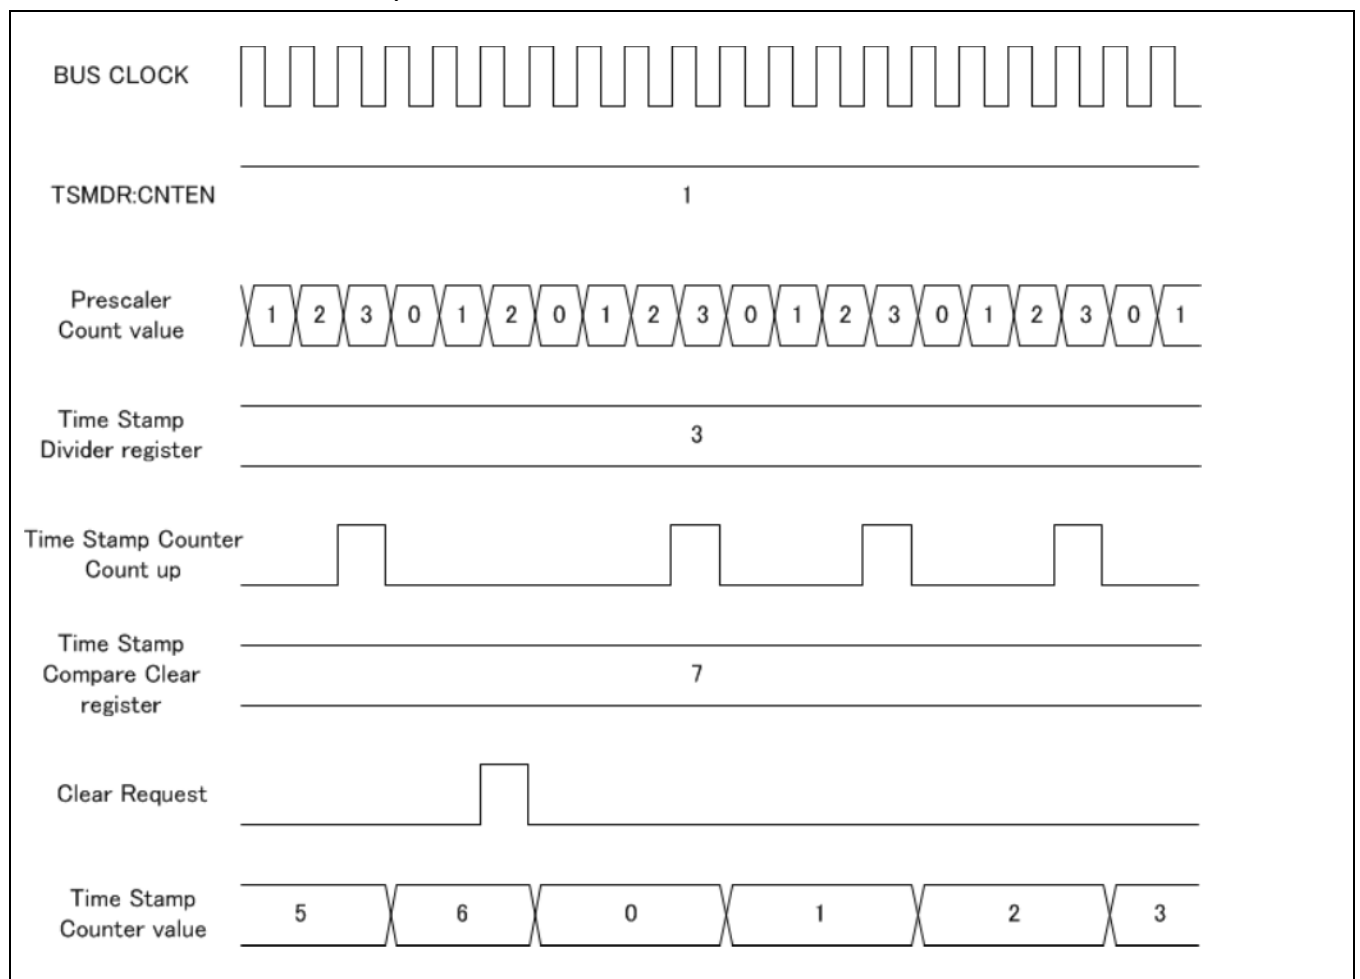 BUS CLOCK
TSMDR:CNTEN
1
Prescaler
Count value
1 2 3 0 1 2 0 1 2 3 0 1 2 3 0 1 2 3 0 1
Time Stamp
Divider register
3
Time Stamp Counter
Count up
Time Stamp
Compare Clear
register
7
Clear Request
Time Stamp
Counter value
5 6 0 1 2 3